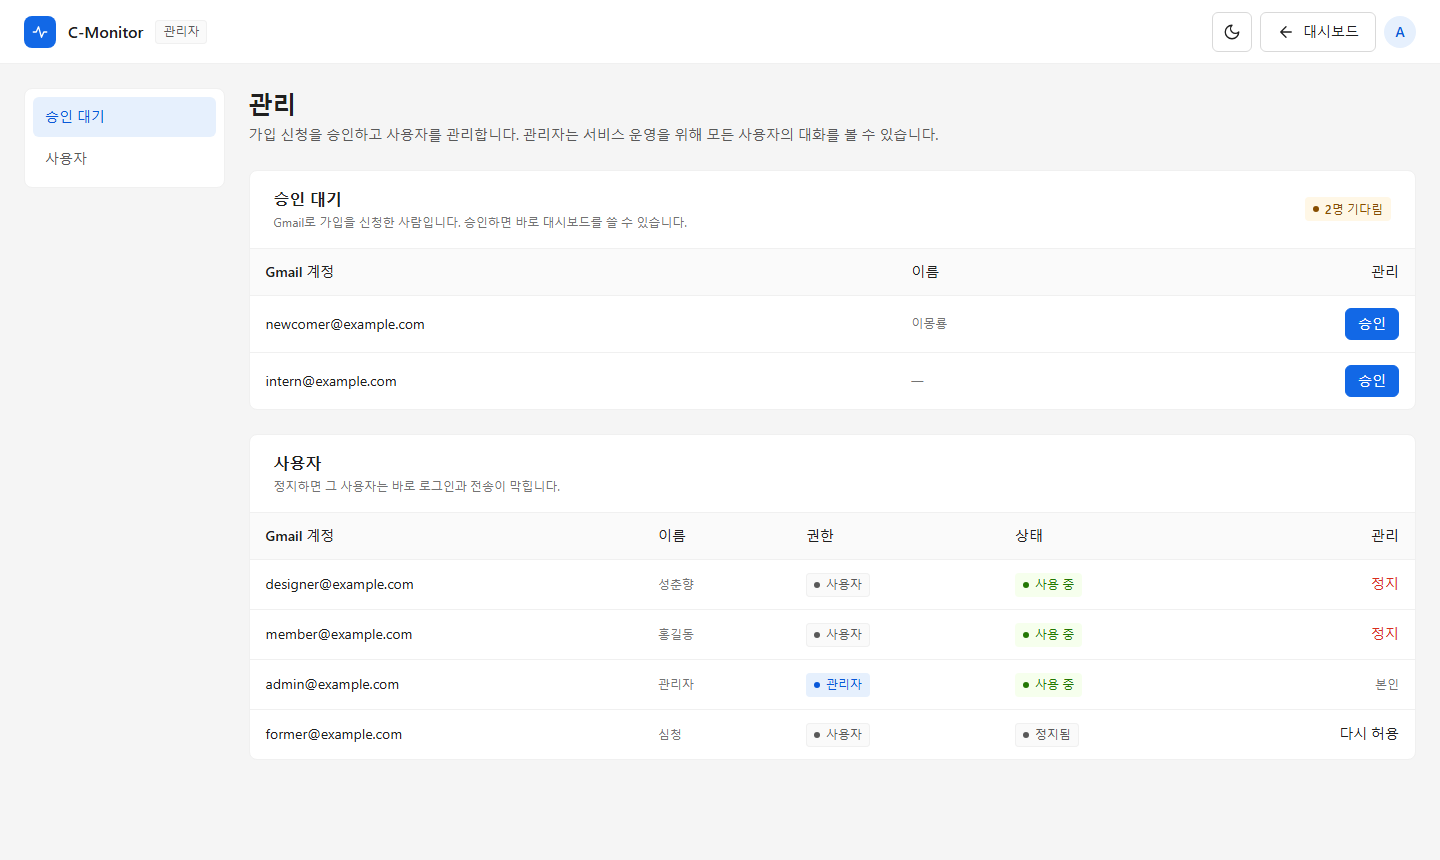 C-Monitor 관리자
대시보드 A
승인 대기
사용자
관리
가입 신청을 승인하고 사용자를 관리합니다. 관리자는 서비스 운영을 위해 모든 사용자의 대화를 볼 수 있습니다.
승인 대기
Gmail로 가입을 신청한 사람입니다. 승인하면 바로 대시보드를 쓸 수 있습니다.
2명 기다림
Gmail 계정 이름 관리
newcomer@example.com 이몽룡 승인
intern@example.com — 승인
사용자
정지하면 그 사용자는 바로 로그인과 전송이 막힙니다.
Gmail 계정 이름 권한 상태 관리
designer@example.com 성춘향 사용자 사용 중 정지
member@example.com 홍길동 사용자 사용 중 정지
admin@example.com 관리자 관리자 사용 중 본인
former@example.com 심청 사용자 정지됨 다시 허용